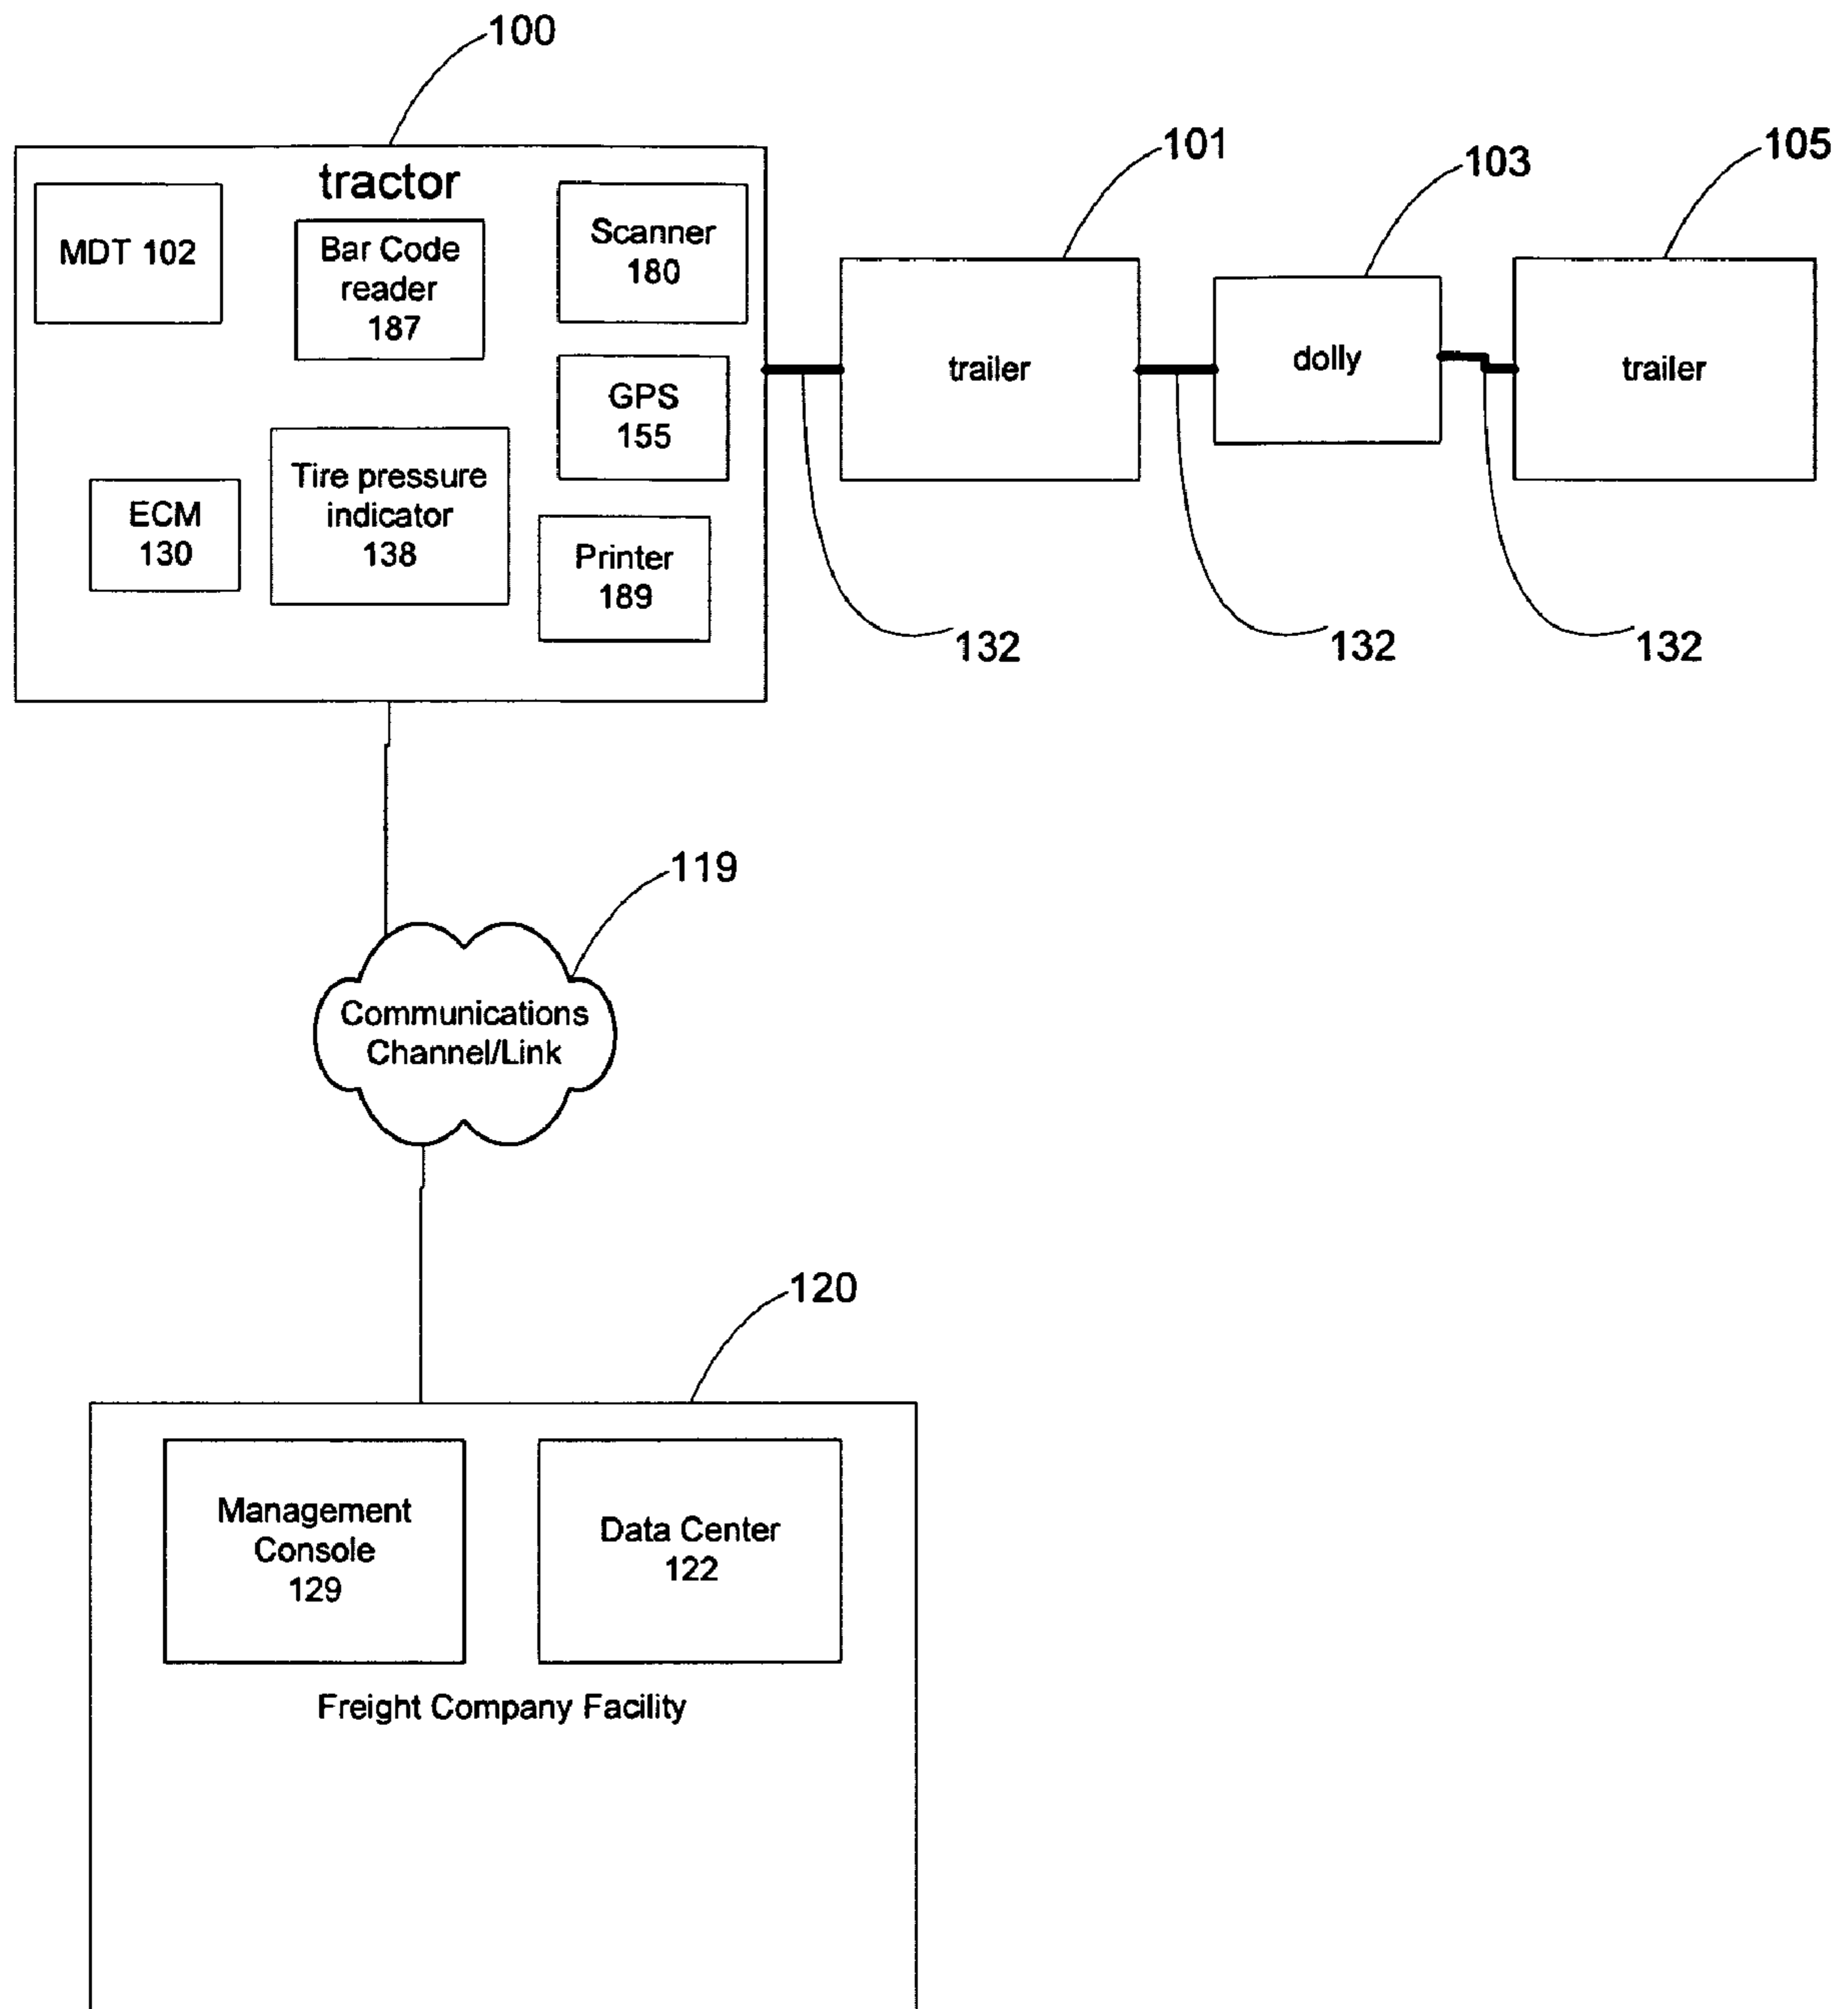 100
tractor
MDT 102
Bar Code
reader
187
Scanner
180
GPS
155
ECM
130
Tire pressure
indicator
138
Printer
189
101
trailer
103
dolly
105
trailer
132
132
132
119
Communications
Channel/Link
120
Management
Console
129
Data Center
122
Freight Company Facility